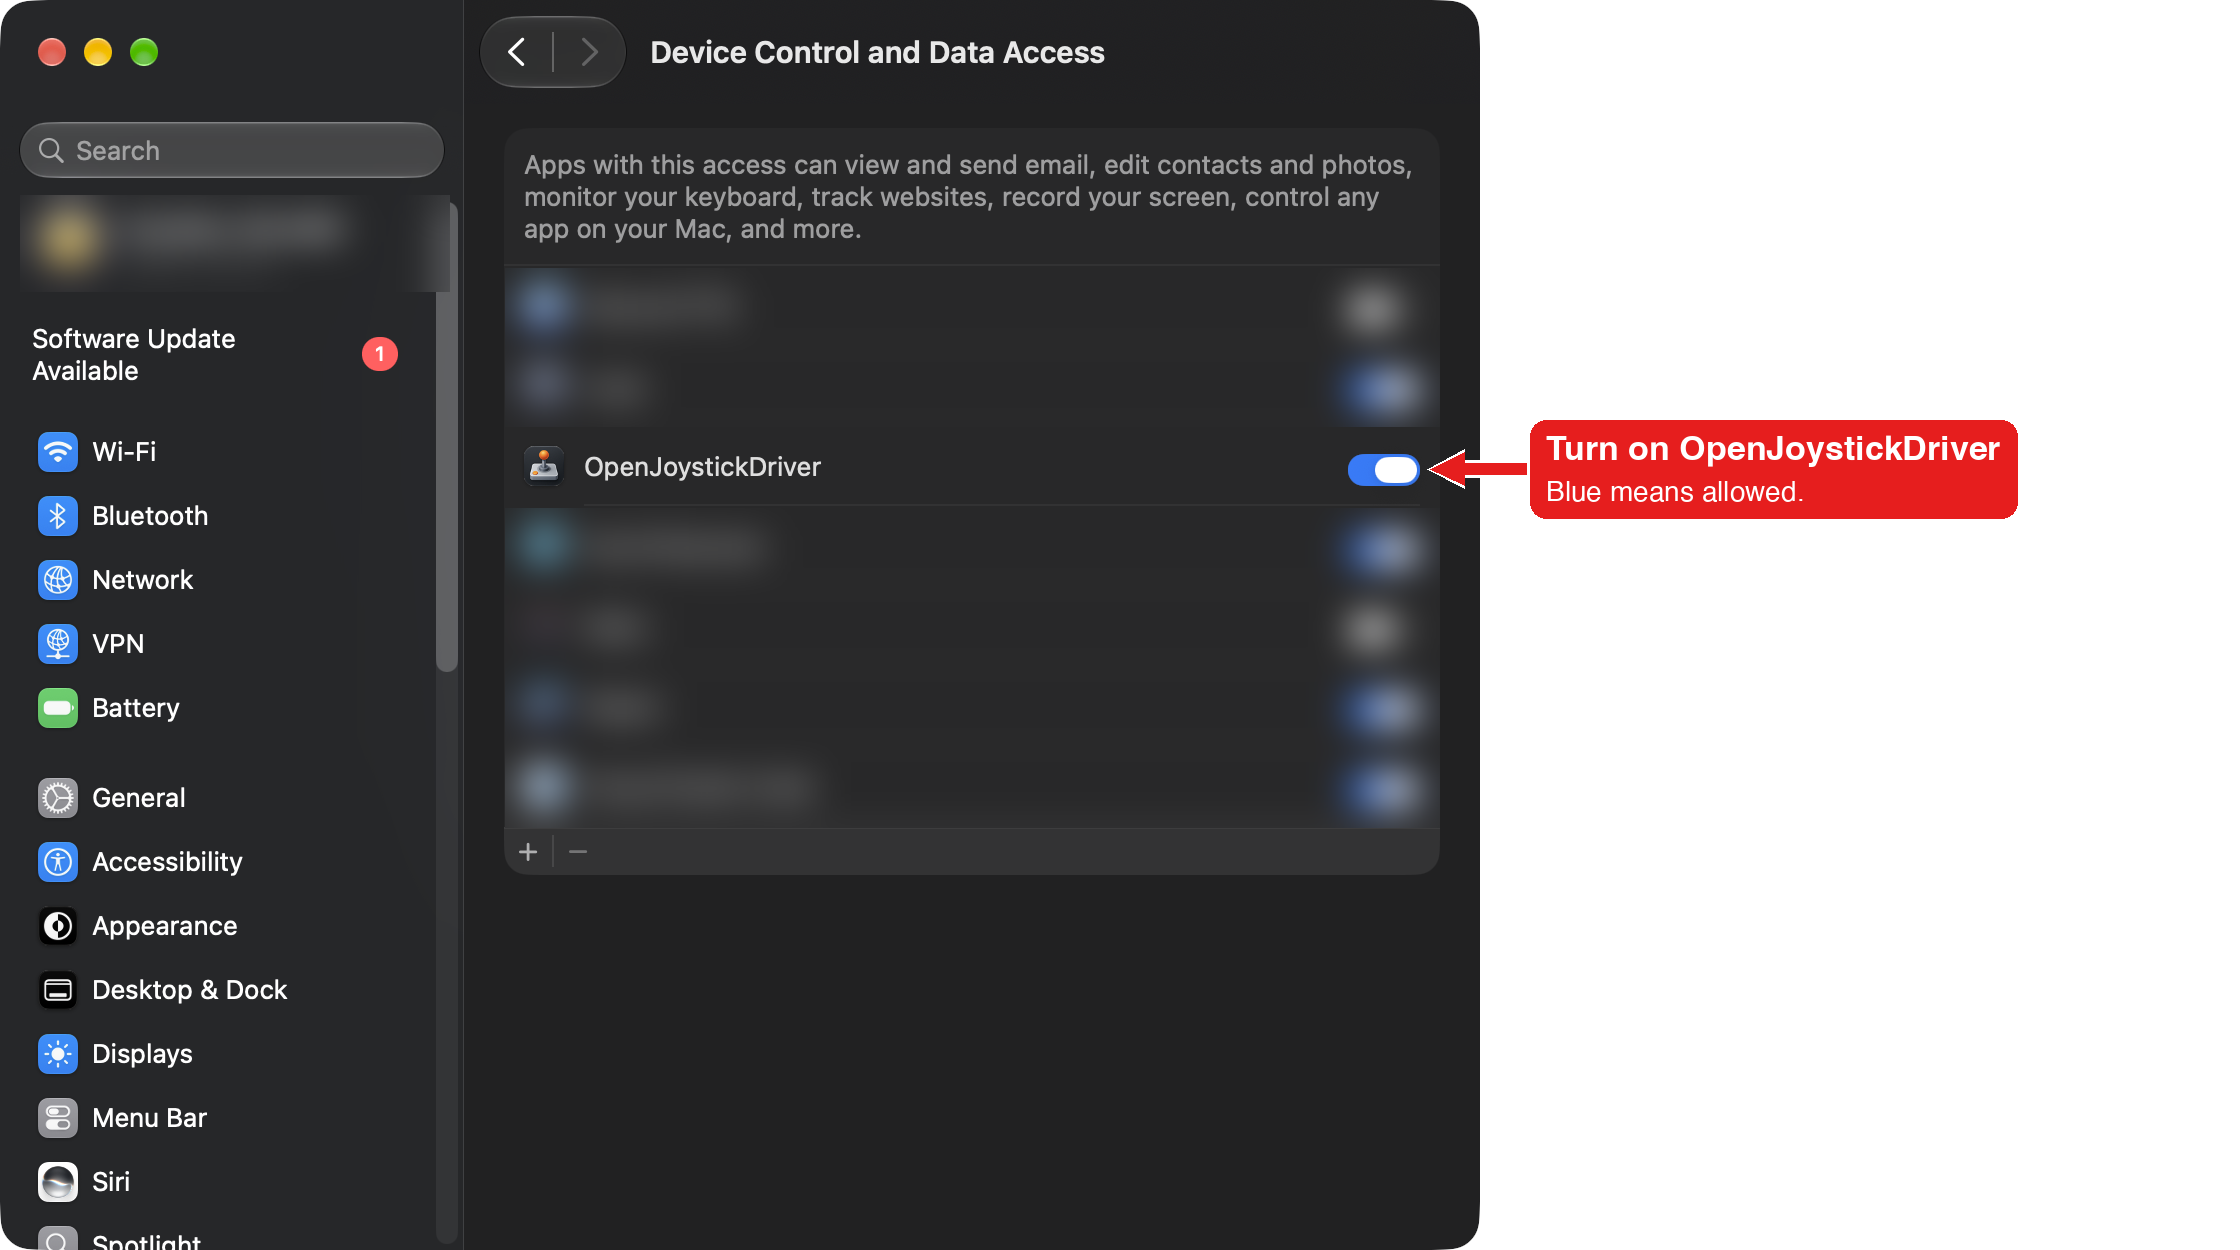 Search
Software Update
Available
1
Wi-Fi
Bluetooth
Network
VPN
Battery
General
Accessibility
Appearance
Desktop & Dock
Displays
Menu Bar
Siri
Spotlight
Device Control and Data Access
Apps with this access can view and send email, edit contacts and photos,
monitor your keyboard, track websites, record your screen, control any
app on your Mac, and more.
OpenJoystickDriver
Turn on OpenJoystickDriver
Blue means allowed.